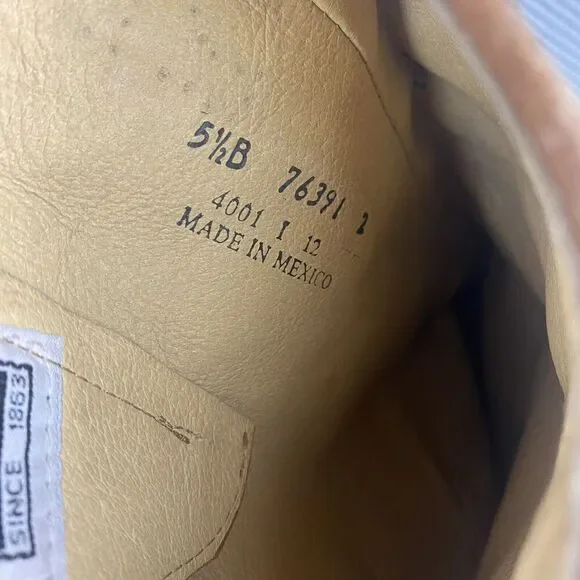 5½B 76391 2
4001 I 12
MADE IN MEXICO
SINCE 1863